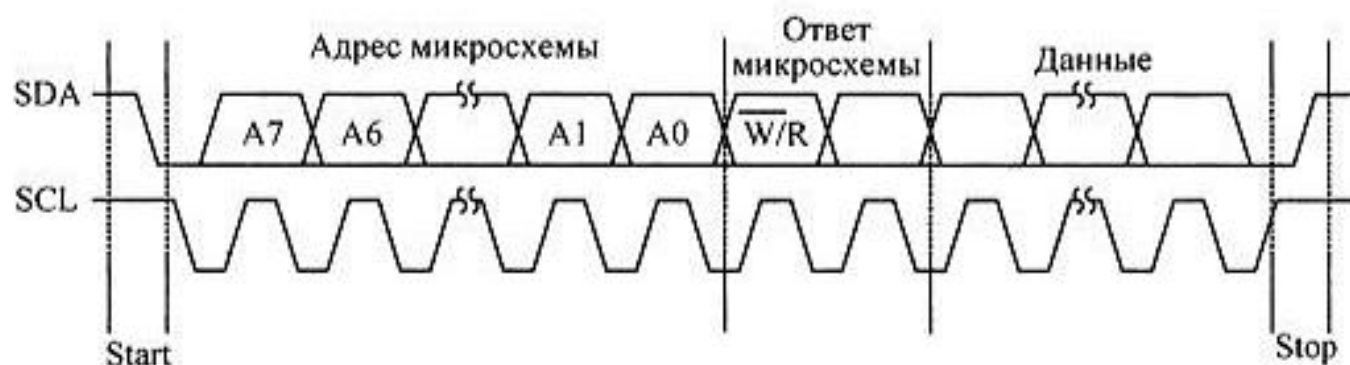 Адрес микросхемы
Ответ
микросхемы
Данные
SDA
A7
A6
A1
A0
W/R
SCL
Start
Stop